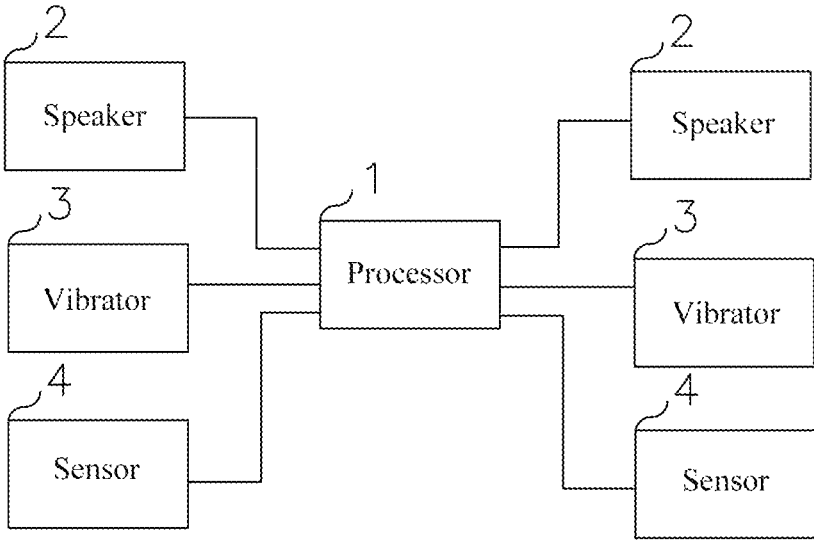 2
Speaker
2
Speaker
1
Processor
3
Vibrator
3
Vibrator
4
Sensor
4
Sensor